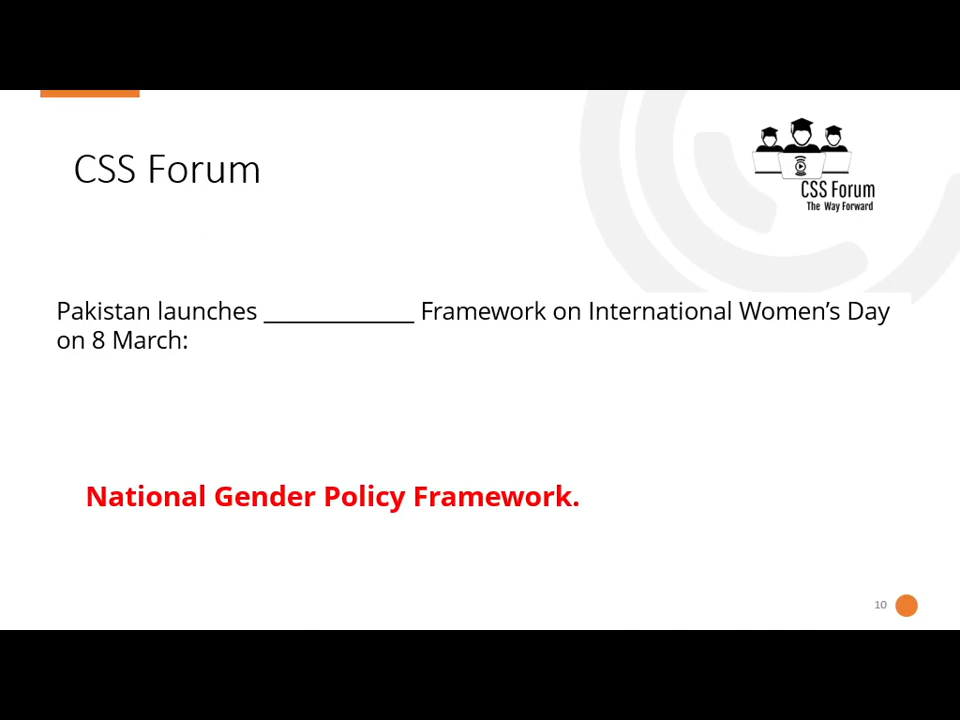 CSS Forum
CSS Forum
The Way Forward
Pakistan launches _____________ Framework on International Women’s Day
on 8 March:
National Gender Policy Framework.
10